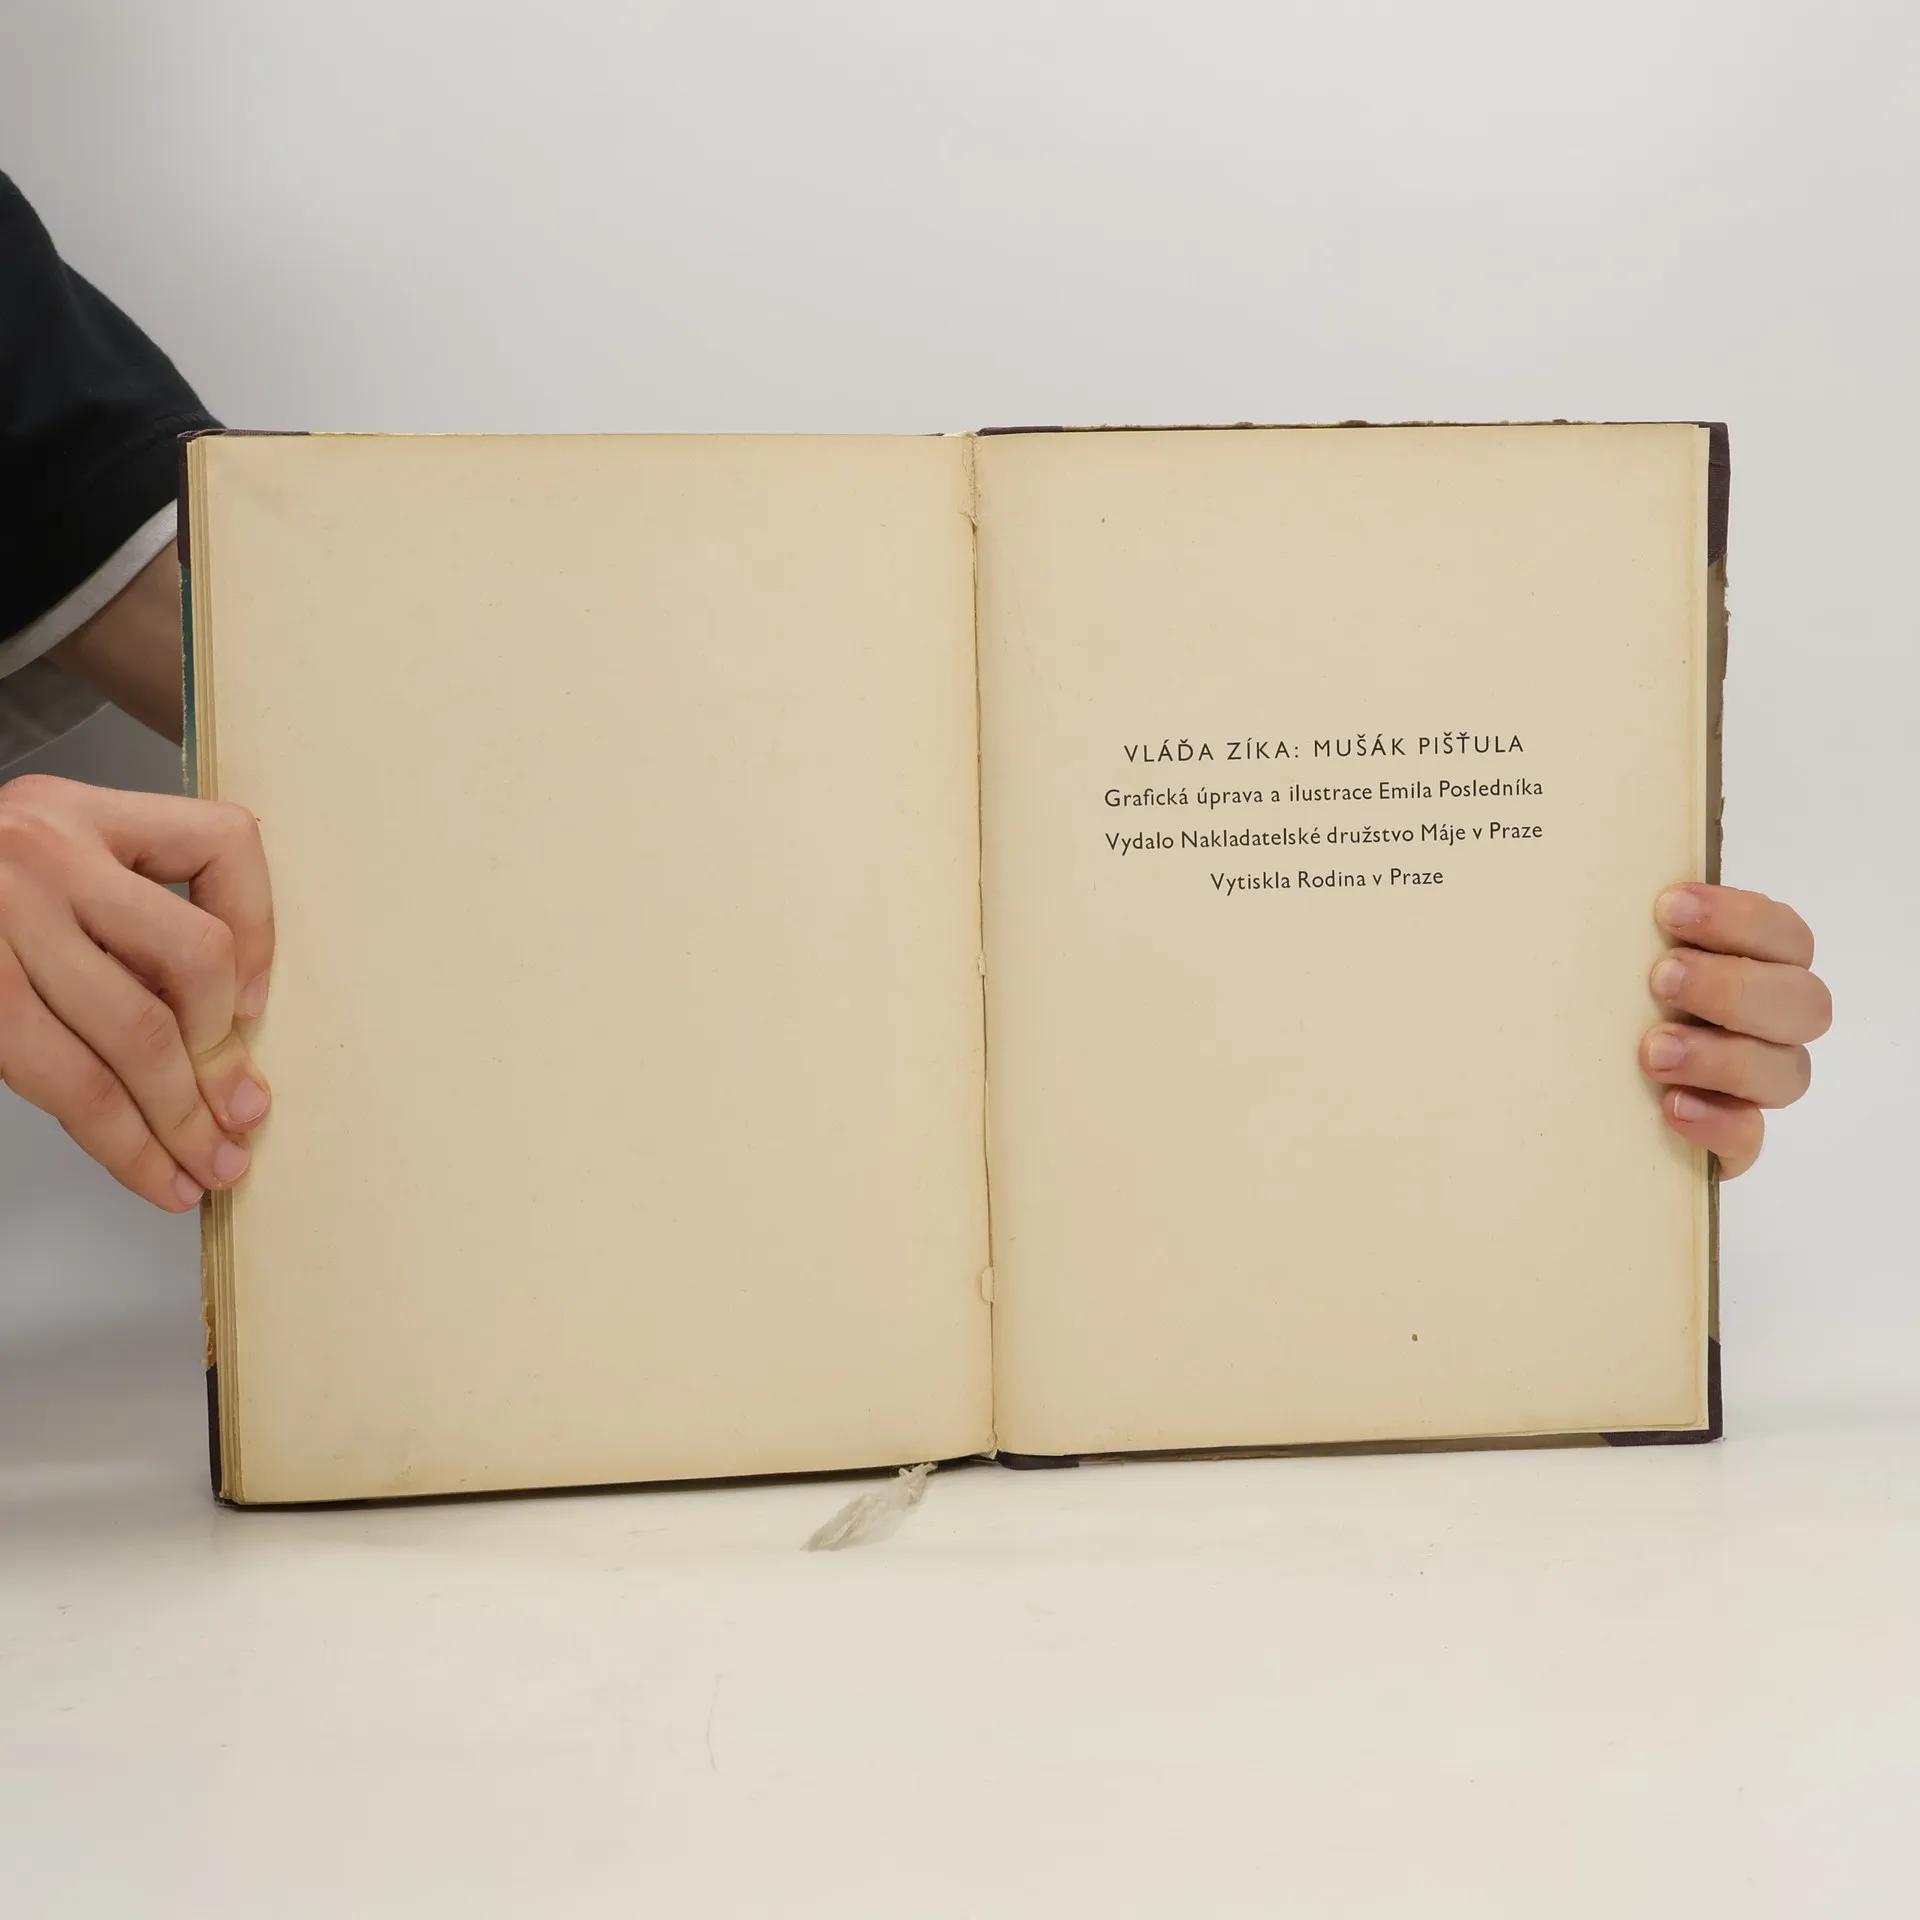 VLÁĎA ZÍKA: MUŠÁK PIŠŤULA
Grafická úprava a ilustrace Emila Posledníka
Vydalo Nakladatelské družstvo Máje v Praze
Vytiskla Rodina v Praze